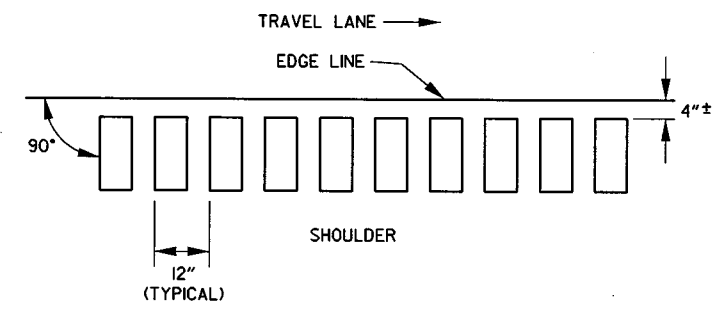 TRAVEL LANE
EDGE LINE
4"±
90°
SHOULDER
12"
(TYPICAL)